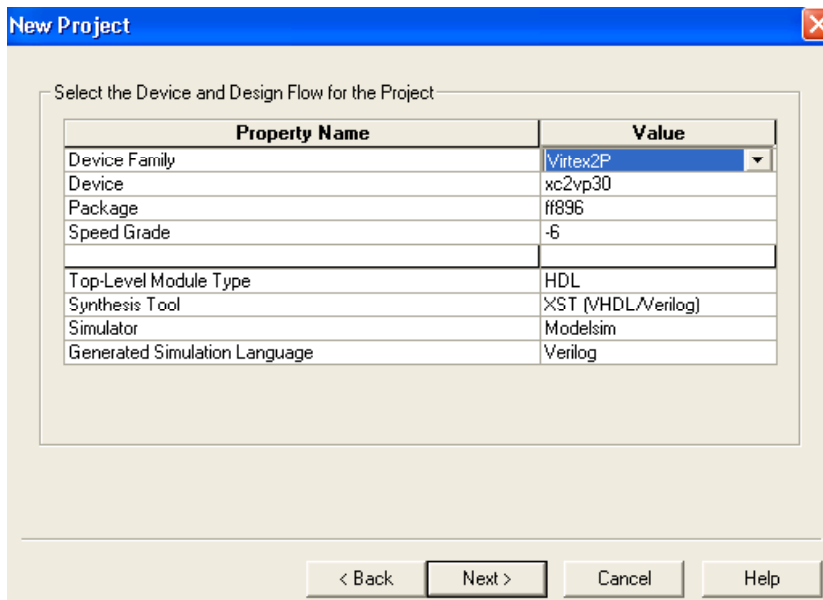 New Project
Select the Device and Design Flow for the Project
Property Name Value
Device Family Virtex2P
Device xc2vp30
Package ff896
Speed Grade -6
Top-Level Module Type HDL
Synthesis Tool XST (VHDL/Verilog)
Simulator Modelsim
Generated Simulation Language Verilog
< Back Next > Cancel Help